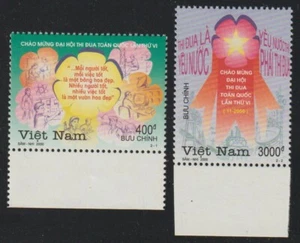 CHÀO MỪNG ĐẠI HỘI THI ĐUA TOÀN QUỐC LẦN THỨ VI
"Mỗi người tốt,
mỗi việc tốt
là một bông hoa đẹp.
Nhiều người tốt,
nhiều việc tốt
là một vườn hoa đẹp"
400đ
Việt Nam
BƯU CHÍNH
THI ĐUA LÀ YÊU NƯỚC
YÊU NƯỚC PHẢI THI ĐUA
CHÀO MỪNG
ĐẠI HỘI THI ĐUA
TOÀN QUỐC
LẦN THỨ VI
BƯU CHÍNH
Việt Nam
3000đ